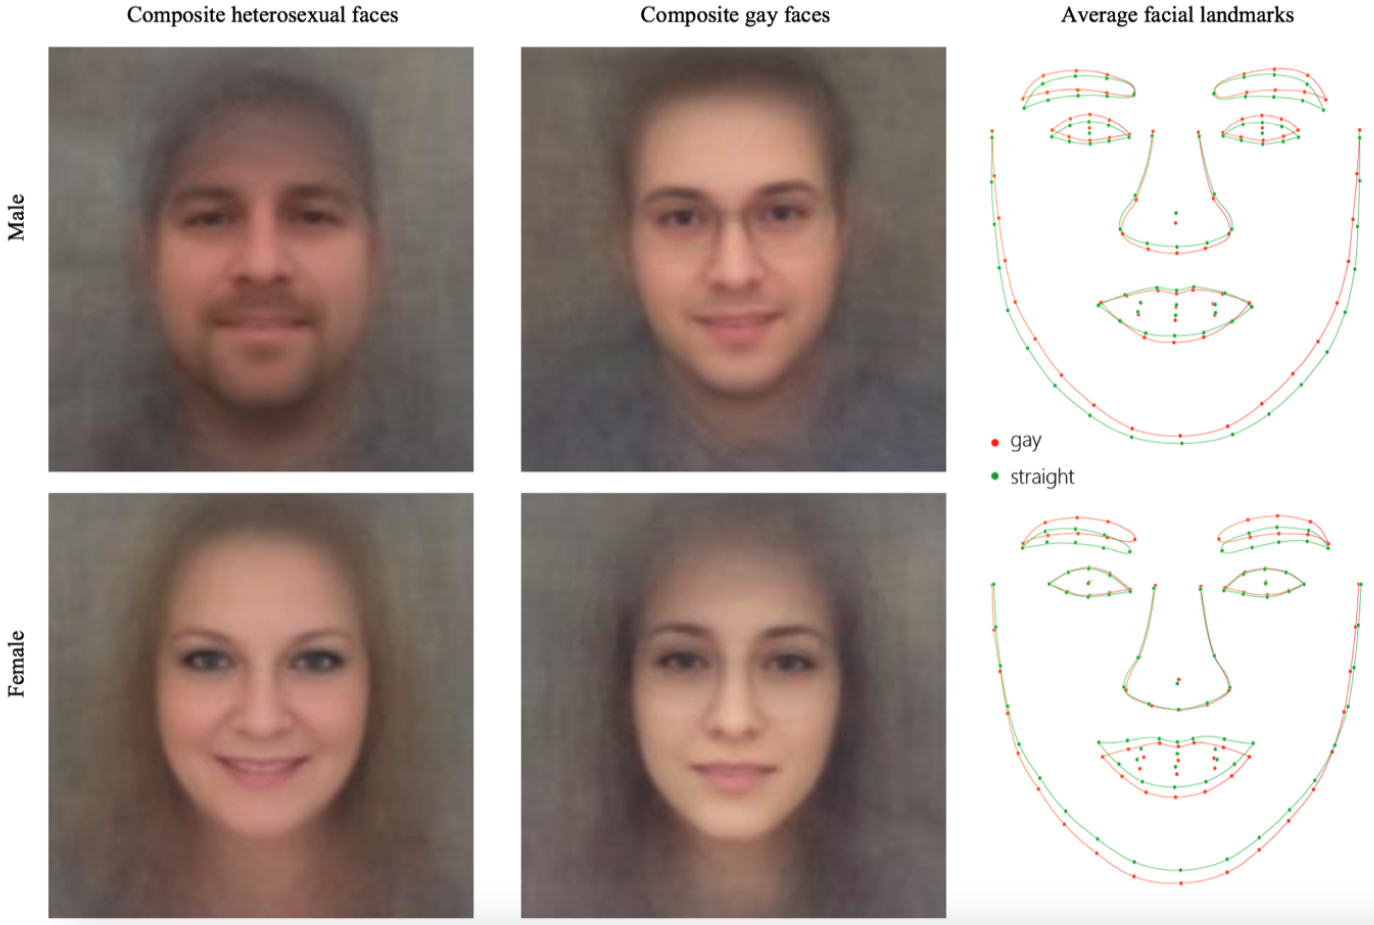 Composite heterosexual faces
Composite gay faces
Average facial landmarks
Male
gay
straight
Female